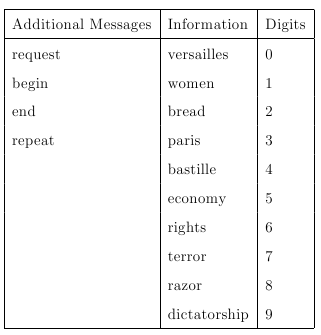 Additional Messages Information Digits
request versailles 0
begin women 1
end bread 2
repeat paris 3
bastille 4
economy 5
rights 6
terror 7
razor 8
dictatorship 9